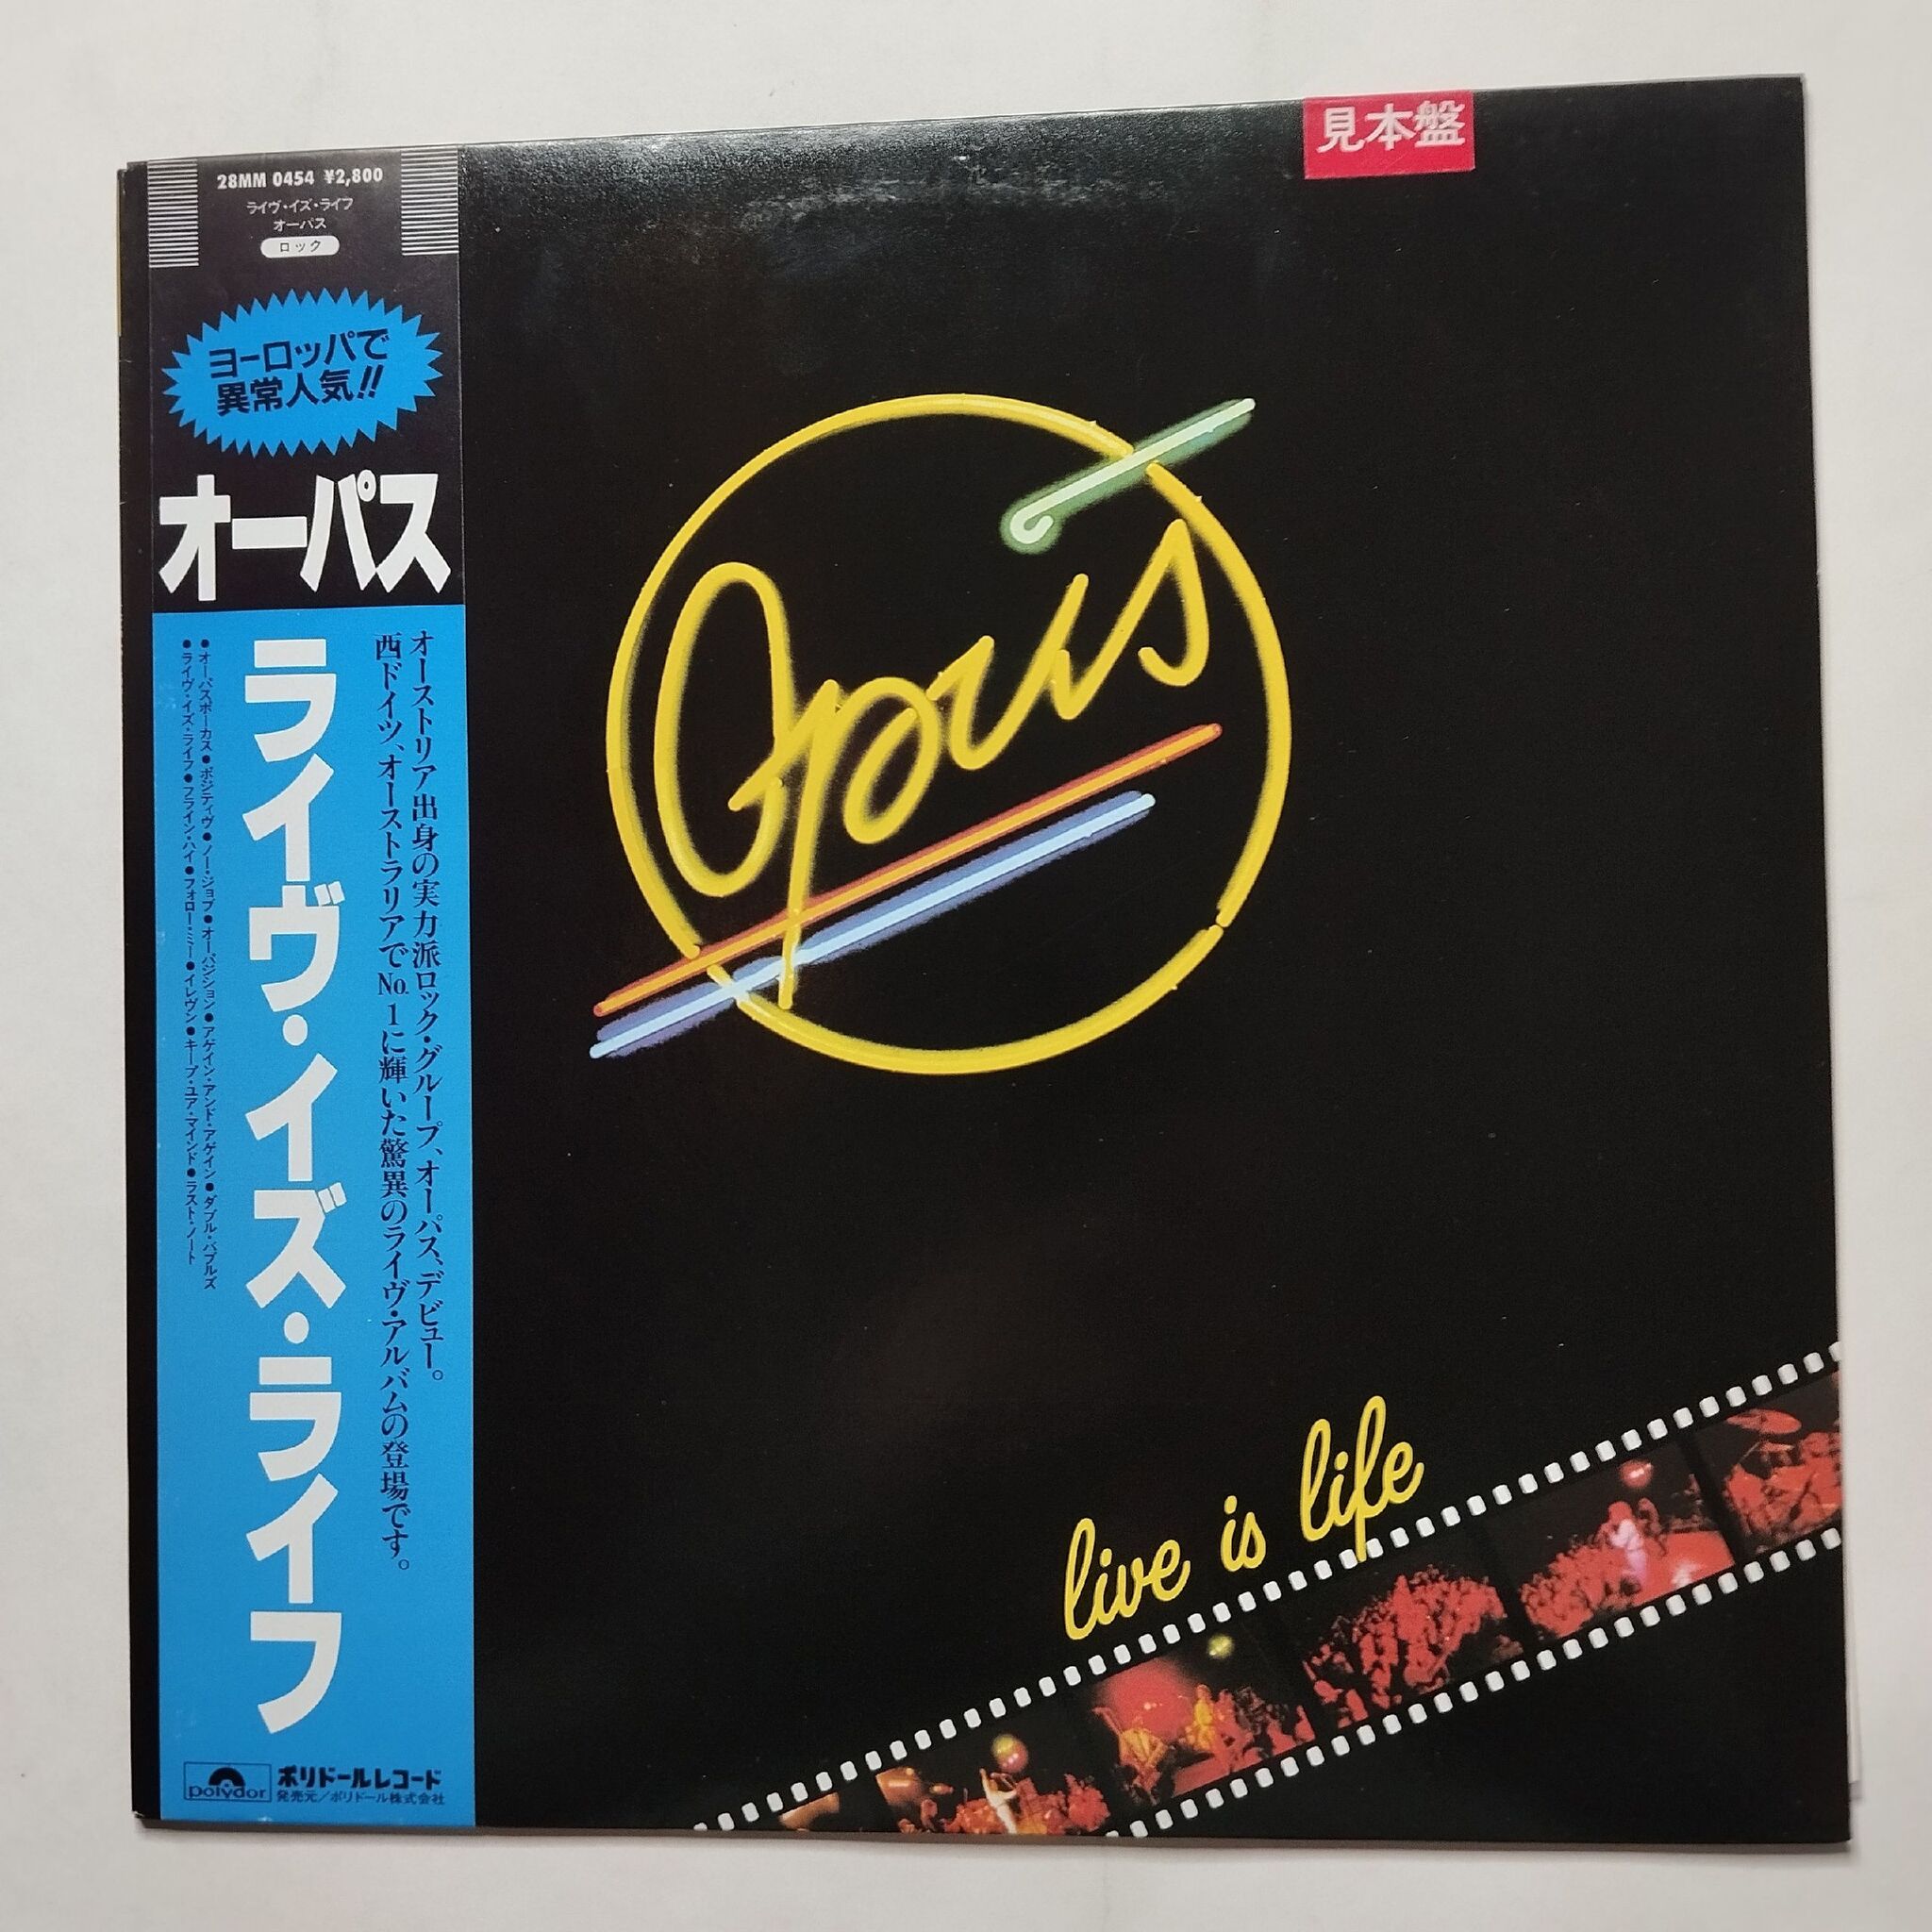 見本盤
28MM 0454 ¥2,800
ライヴ・イズ・ライフ
オーパス
ロック
ヨーロッパで
異常人気!!
オーパス
オーストリア出身の実力派ロック・グループ、オーパス、デビュー。
西ドイツ、オーストラリアでNo.1に輝いた驚異のライヴ・アルバムの登場です。
ライヴ・イズ・ライフ
●オーパスポーカス●ポジティヴ●ノー・ジョブ●オーパジション●アゲイン・アンド・アゲイン●ダブル・バブルズ
●ライヴ・イズ・ライフ●フライン・ハイ●フォロー・ミー●イレヴン●キープ・ユア・マインド●ラスト・ノート
polydor
ポリドールレコード
発売元/ポリドール株式会社
Opus
live is life